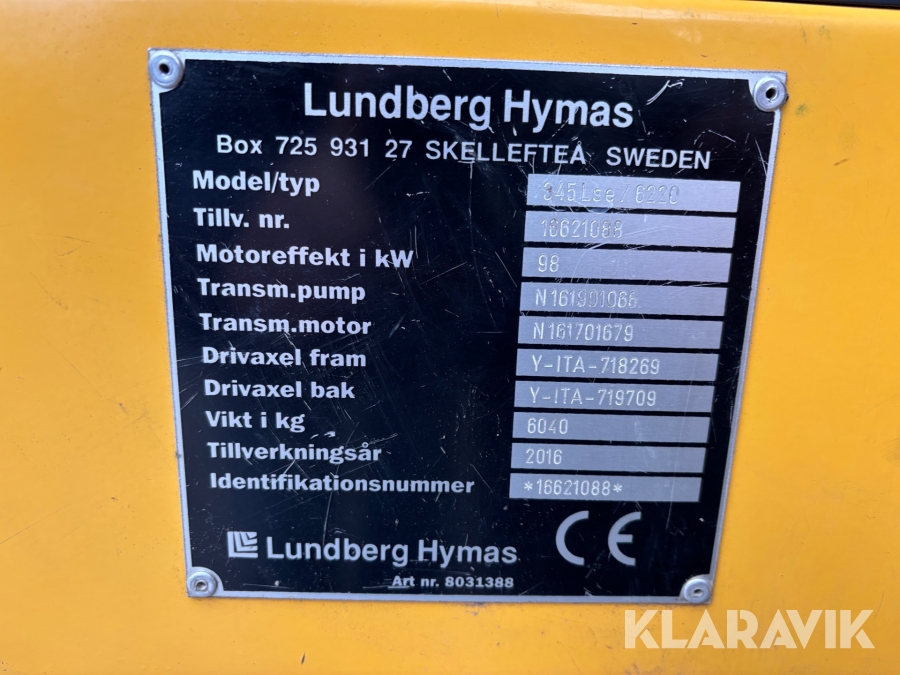 Lundberg Hymas
Box 725 931 27 SKELLEFTEÅ SWEDEN
Model/typ 345Lse/6220
Tillv. nr. 16621088
Motoreffekt i kW 98
Transm.pump N161901066
Transm.motor N161701679
Drivaxel fram Y-ITA-718269
Drivaxel bak Y-ITA-719709
Vikt i kg 6040
Tillverkningsår 2016
Identifikationsnummer *16621088*
Lundberg Hymas CE
Art nr. 8031388
KLARAVIK